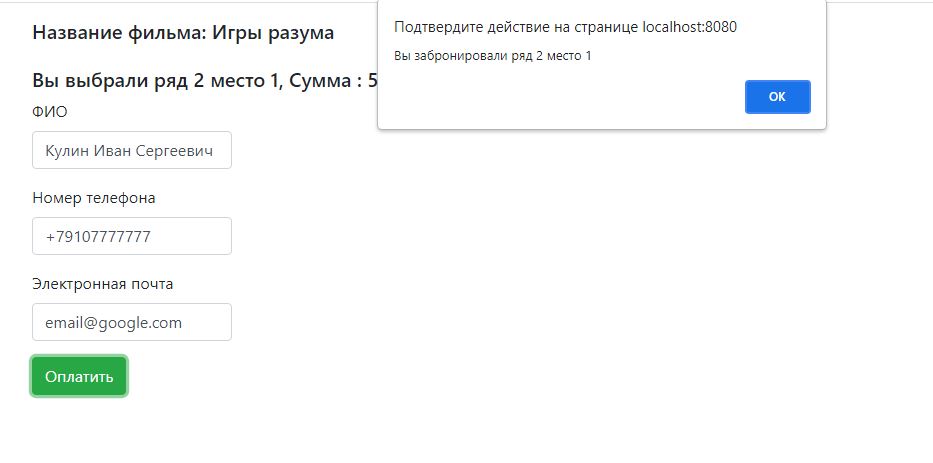 Название фильма: Игры разума
Подтвердите действие на странице localhost:8080
Вы забронировали ряд 2 место 1
OK
Вы выбрали ряд 2 место 1, Сумма : 5
ФИО
Кулин Иван Сергеевич
Номер телефона
+79107777777
Электронная почта
email@google.com
Оплатить